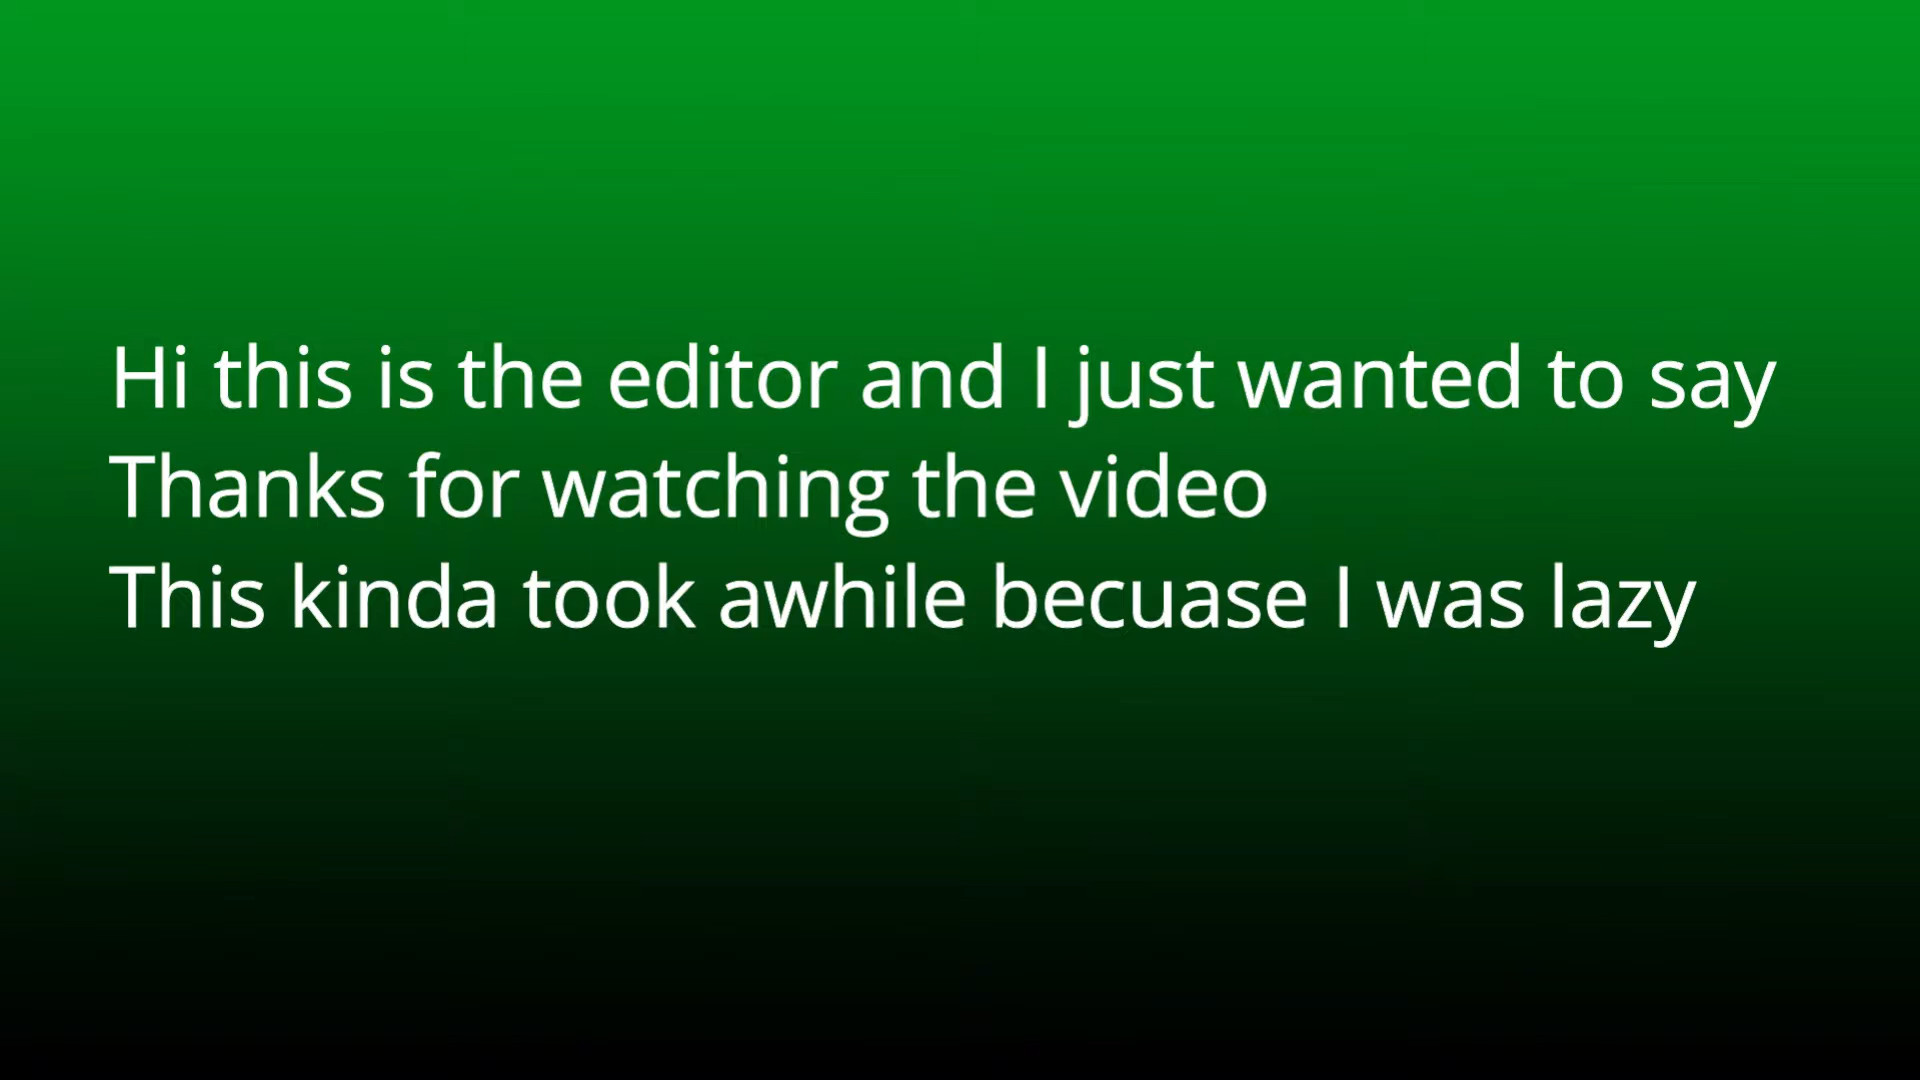 Hi this is the editor and I just wanted to say
Thanks for watching the video
This kinda took awhile becuase I was lazy